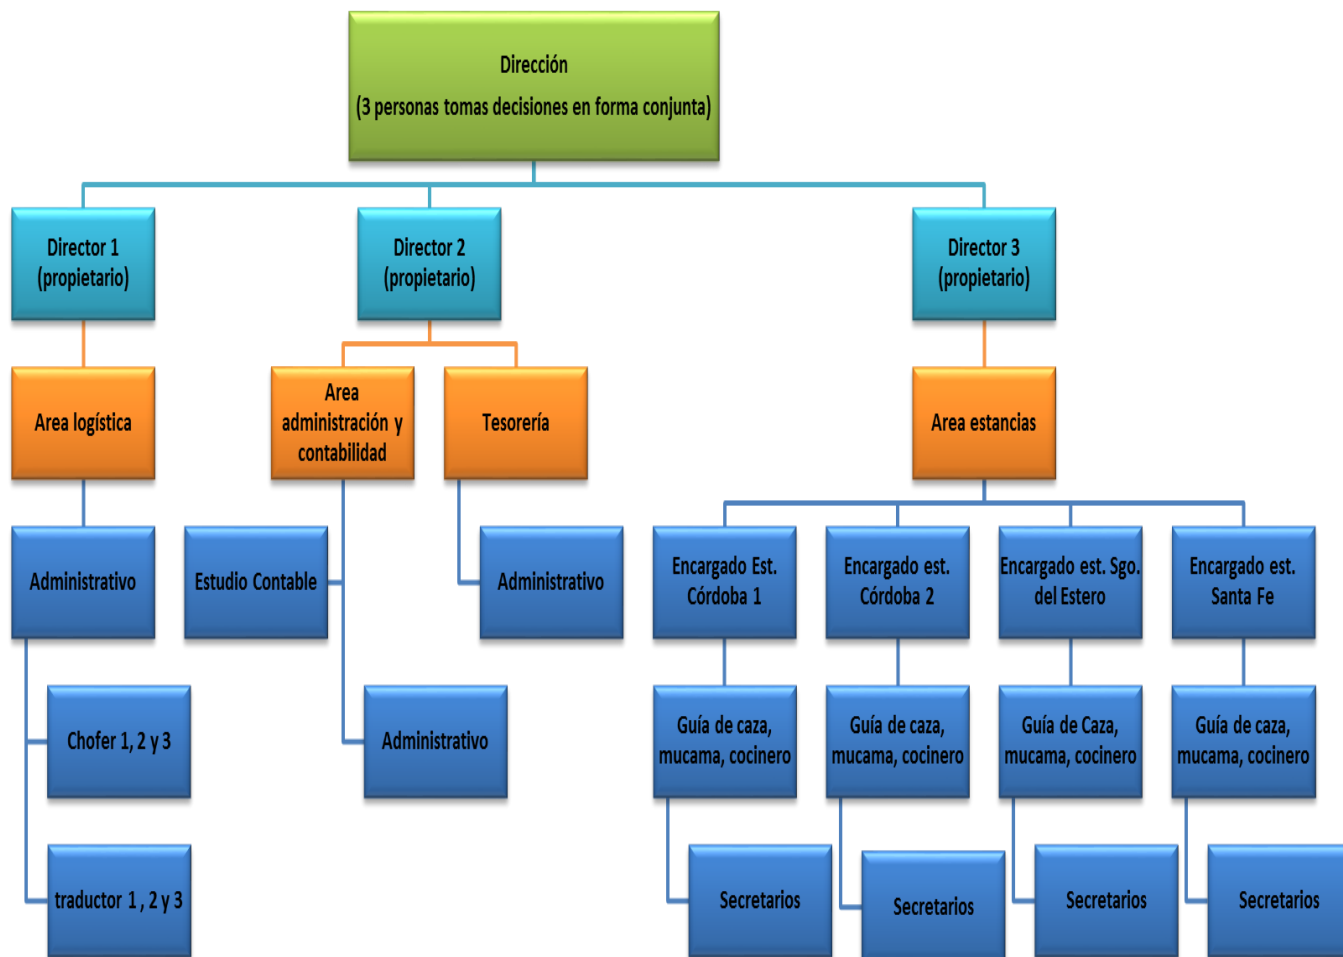 Dirección
(3 personas tomas decisiones en forma conjunta)
Director 1
(propietario)
Director 2
(propietario)
Director 3
(propietario)
Area logística
Area
administración y
contabilidad
Tesorería
Area estancias
Administrativo
Estudio Contable
Administrativo
Encargado Est.
Córdoba 1
Encargado est.
Córdoba 2
Encargado est. Sgo.
del Estero
Encargado est.
Santa Fe
Chofer 1, 2 y 3
Administrativo
Guía de caza,
mucama, cocinero
Guía de caza,
mucama, cocinero
Guía de Caza,
mucama, cocinero
Guía de caza,
mucama, cocinero
traductor 1 , 2 y 3
Secretarios
Secretarios
Secretarios
Secretarios